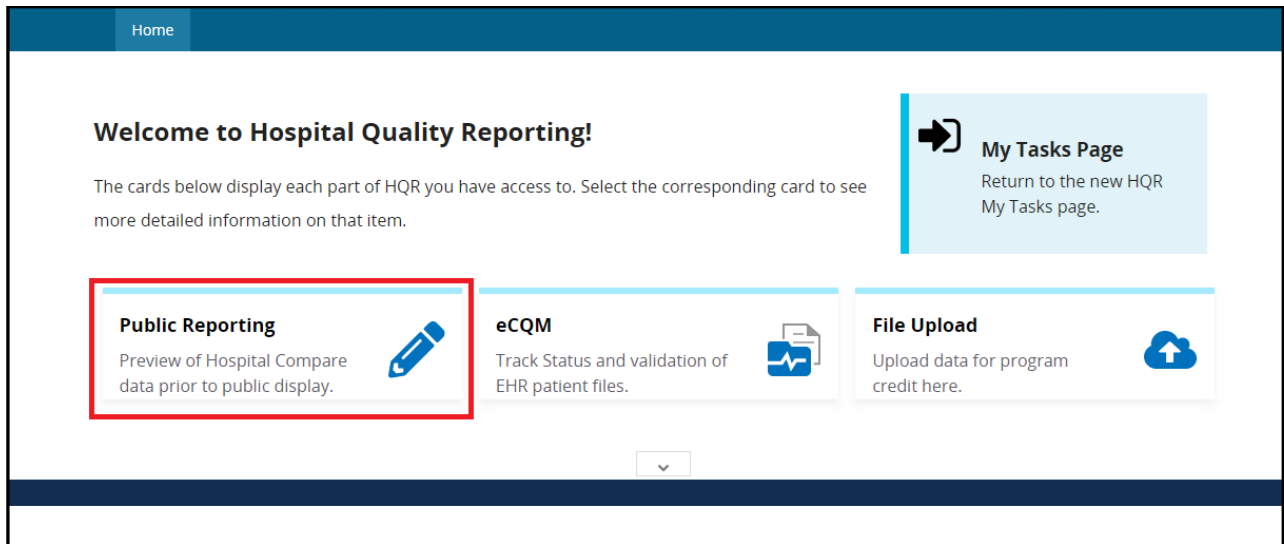 Home
Welcome to Hospital Quality Reporting!
The cards below display each part of HQR you have access to. Select the corresponding card to see
more detailed information on that item.
My Tasks Page
Return to the new HQR
My Tasks page.
Public Reporting
Preview of Hospital Compare
data prior to public display.
eCQM
Track Status and validation of
EHR patient files.
File Upload
Upload data for program
credit here.